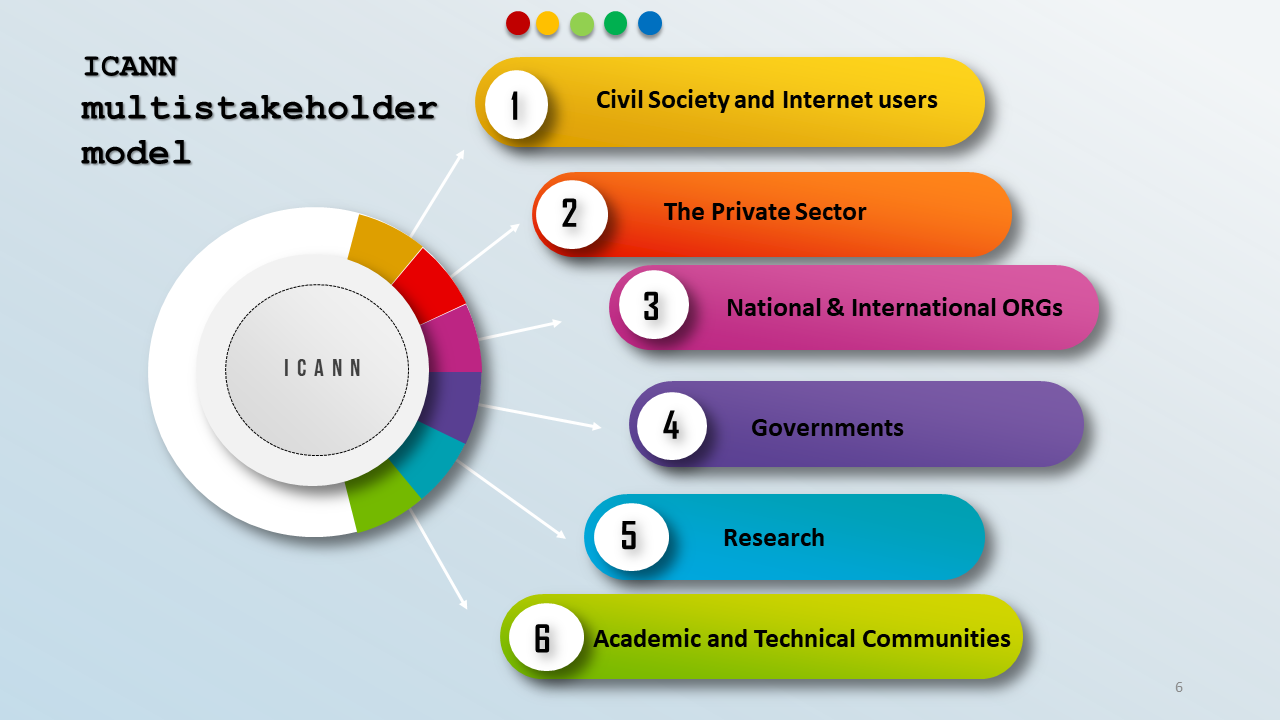 ICANN
multistakeholder
model
1
Civil Society and Internet users
2
The Private Sector
3
National & International ORGs
ICANN
4
Governments
5
Research
6
Academic and Technical Communities
6